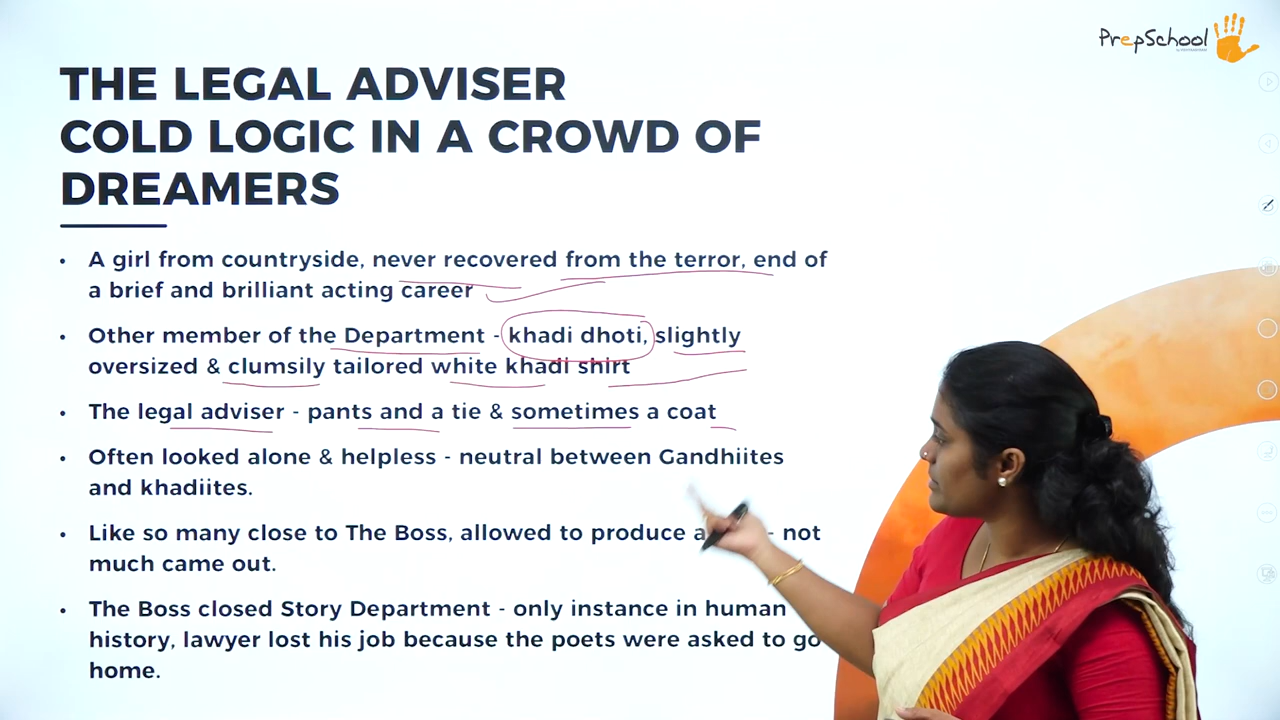 PrepSchool
THE LEGAL ADVISER
COLD LOGIC IN A CROWD OF
DREAMERS
• A girl from countryside, never recovered from the terror, end of
a brief and brilliant acting career
• Other member of the Department - khadi dhoti, slightly
oversized & clumsily tailored white khadi shirt
• The legal adviser - pants and a tie & sometimes a coat
• Often looked alone & helpless - neutral between Gandhiites
and khadiites.
• Like so many close to The Boss, allowed to produce a - not
much came out.
• The Boss closed Story Department - only instance in human
history, lawyer lost his job because the poets were asked to go
home.